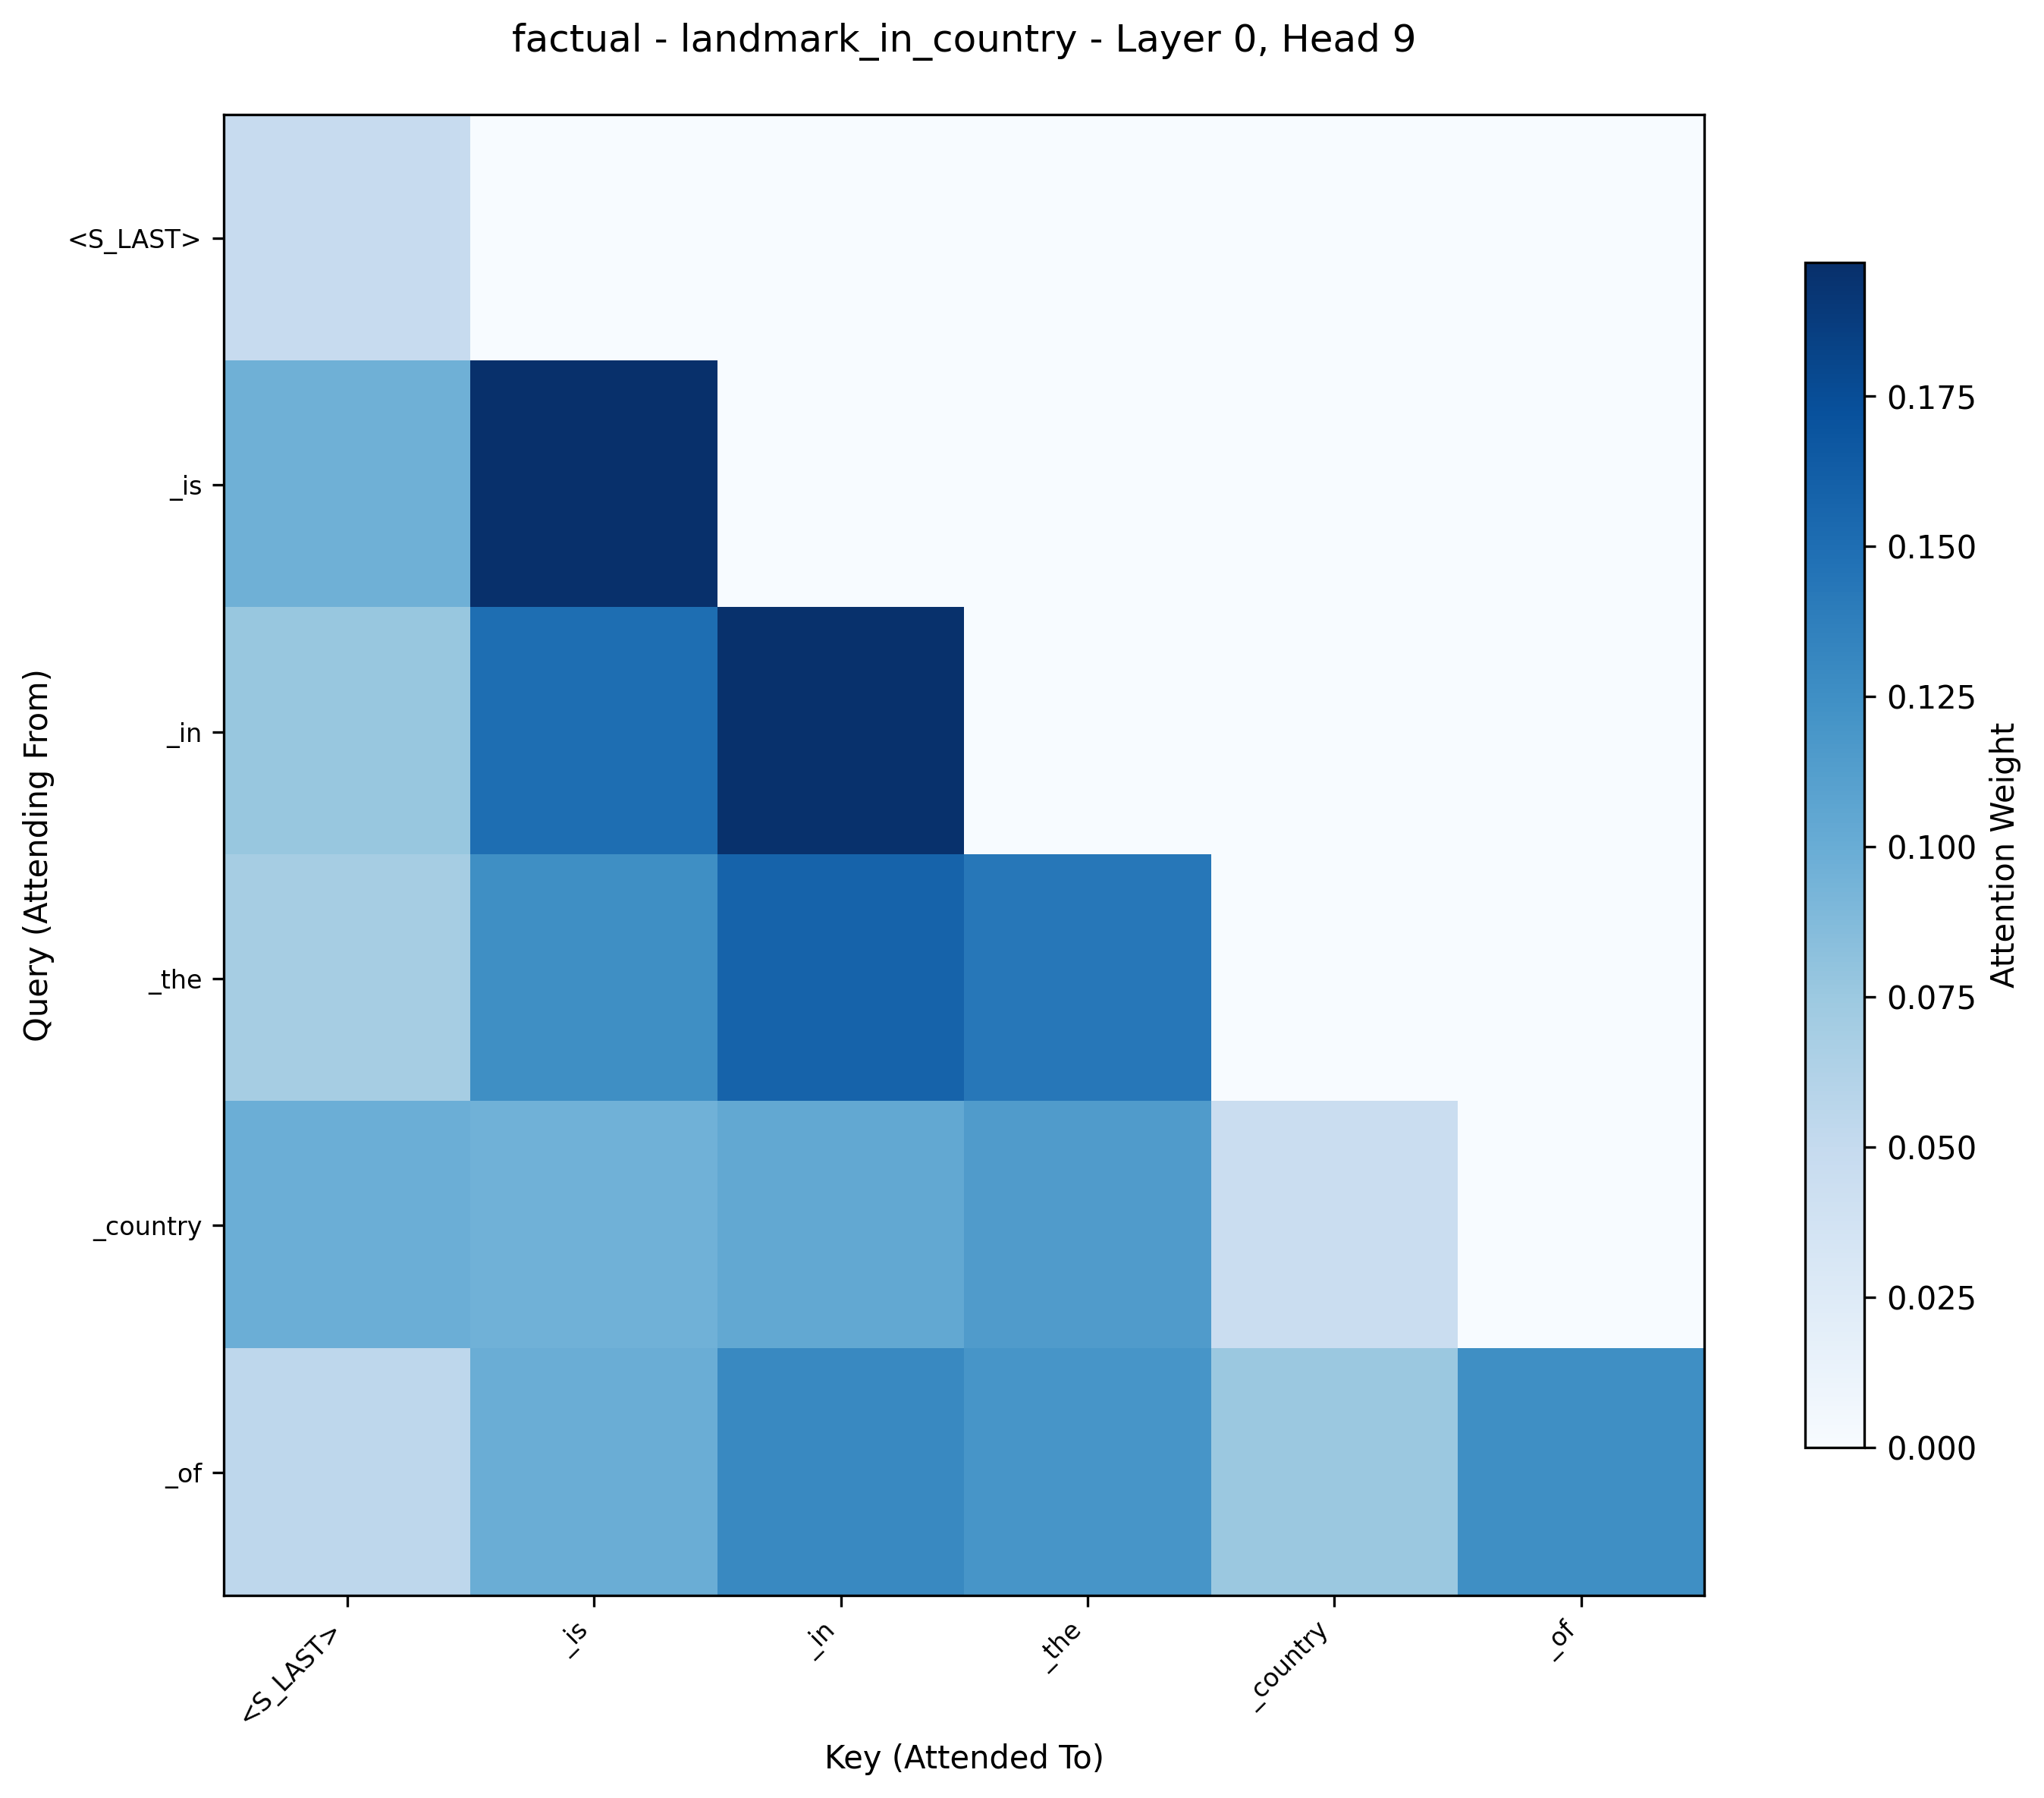 factual - landmark_in_country - Layer 0, Head 9
Query (Attending From)
<S_LAST>
_is
_in
_the
_country
_of
<S_LAST>
_is
_in
_the
_country
_of
Key (Attended To)
0.175
0.150
0.125
0.100
0.075
0.050
0.025
0.000
Attention Weight